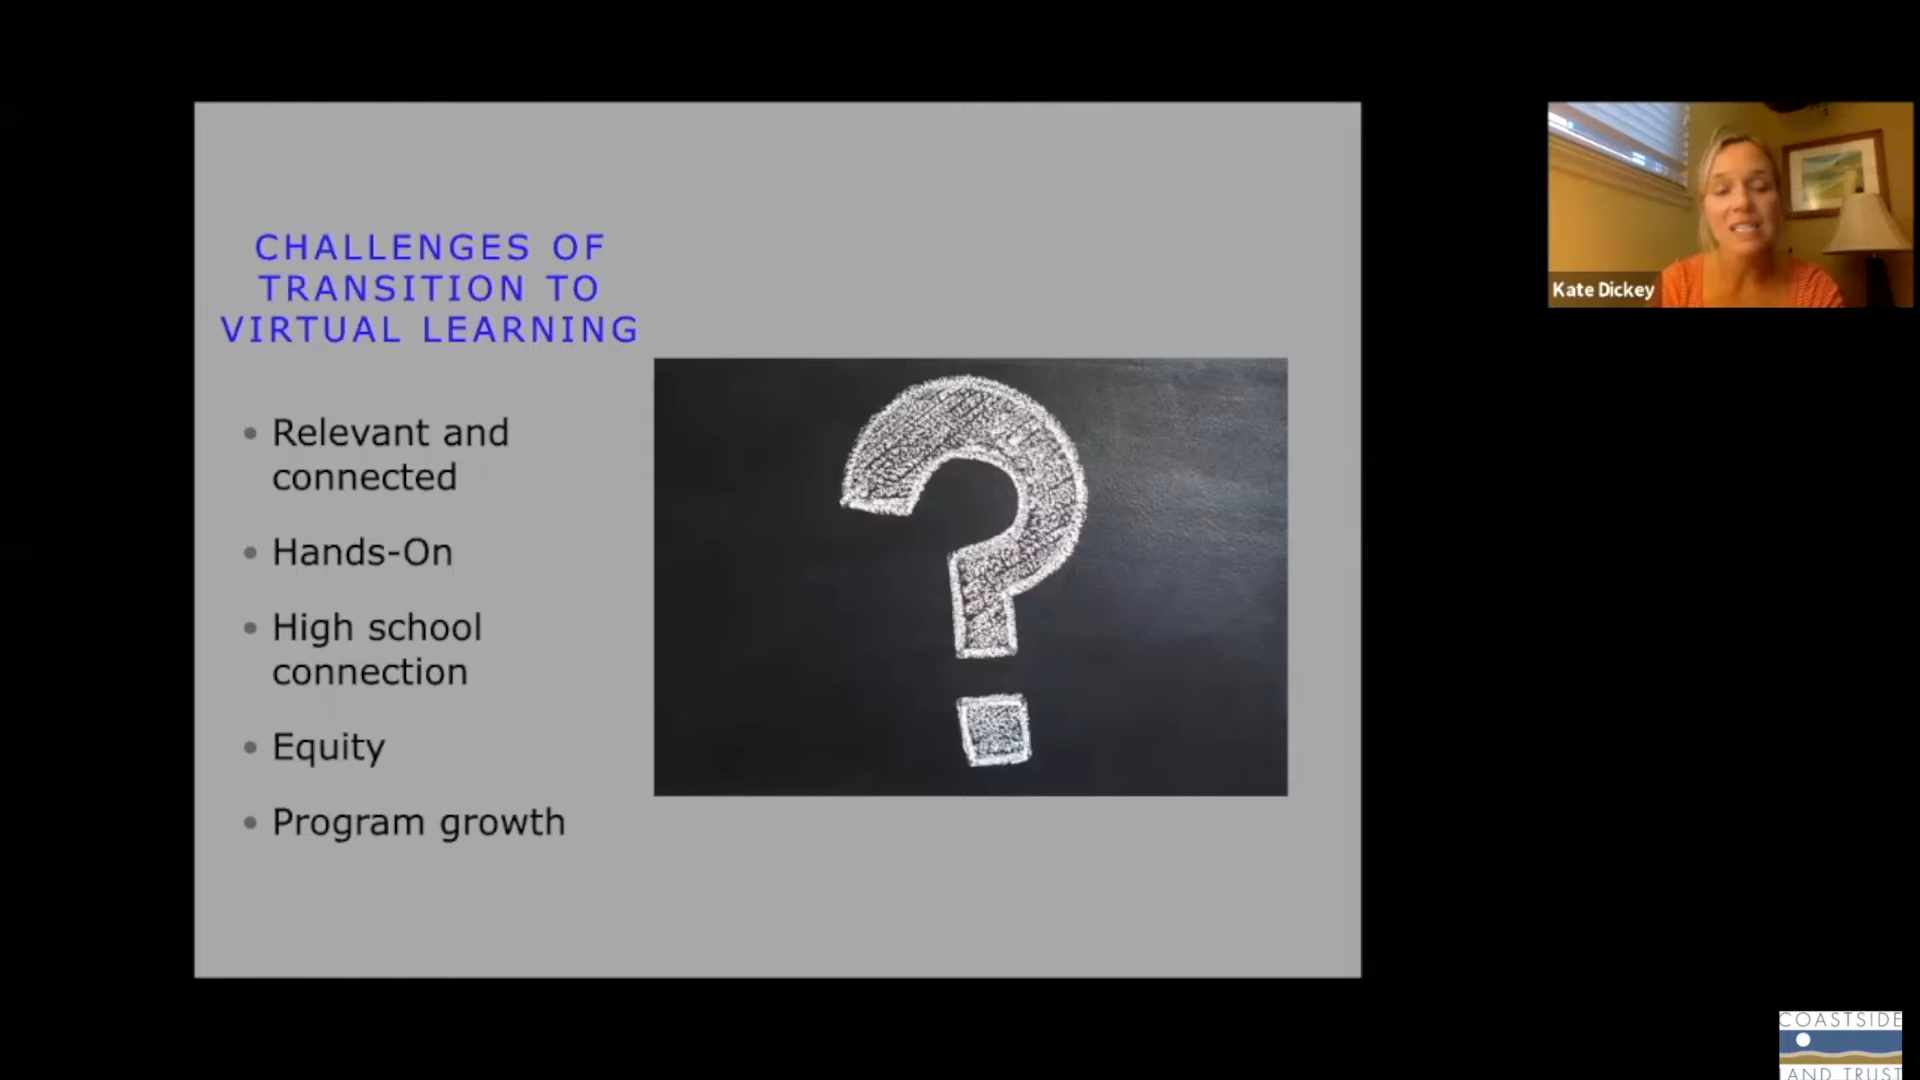 CHALLENGES OF
TRANSITION TO
VIRTUAL LEARNING
• Relevant and
connected
• Hands-On
• High school
connection
• Equity
• Program growth
Kate Dickey
COASTSIDE
LAND TRUST